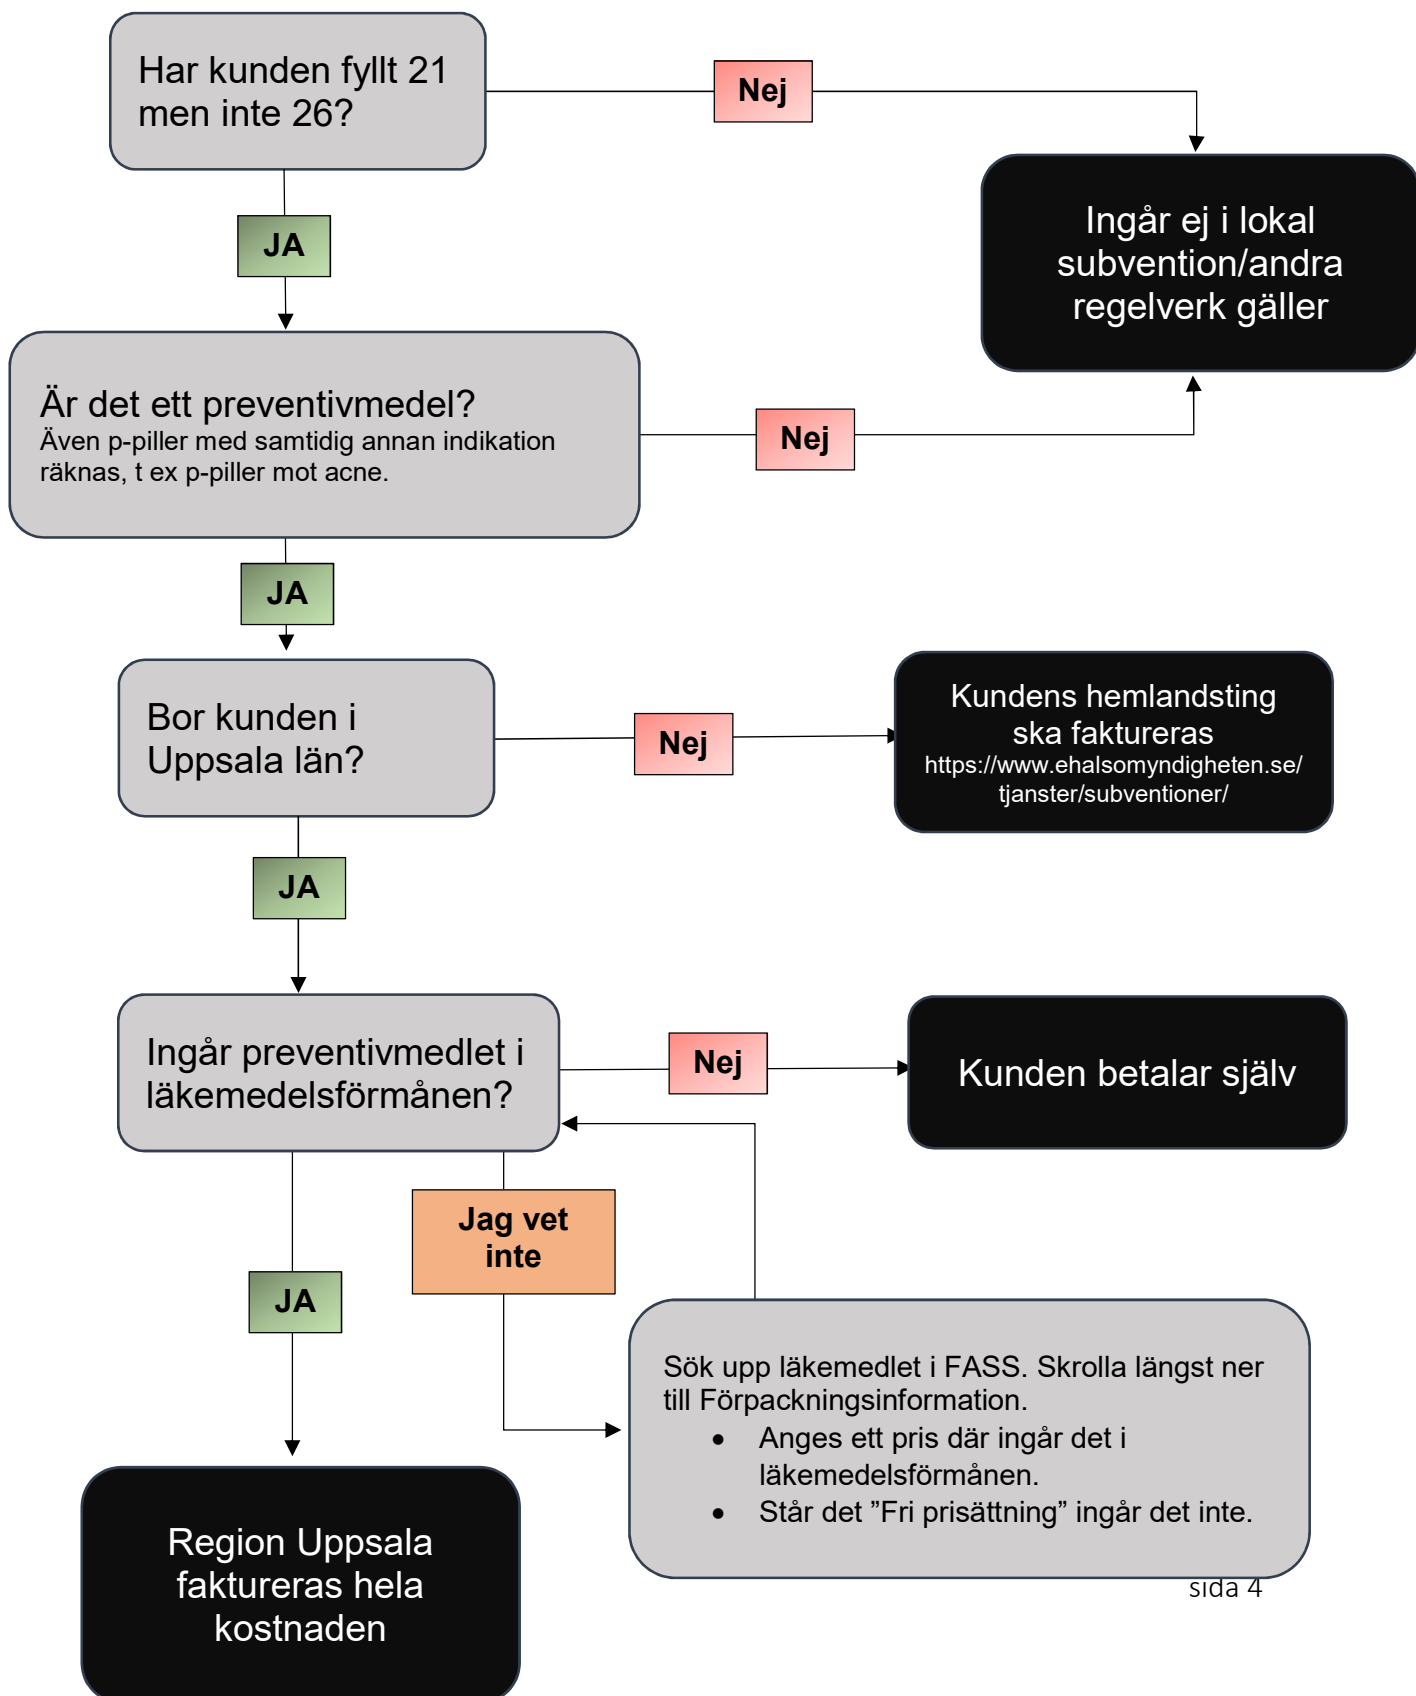 Har kunden fyllt 21
men inte 26?
Nej
JA
Ingår ej i lokal
subvention/andra
regelverk gäller
Är det ett preventivmedel?
Även p-piller med samtidig annan indikation
räknas, t ex p-piller mot acne.
Nej
JA
Bor kunden i
Uppsala län?
Nej
Kundens hemlandsting
ska faktureras
https://www.ehalsomyndigheten.se/
tjanster/subventioner/
JA
Ingår preventivmedlet i
läkemedelsförmånen?
Nej
Kunden betalar själv
Jag vet
inte
JA
Sök upp läkemedlet i FASS. Skrolla längst ner
till Förpackningsinformation.
• Anges ett pris där ingår det i
läkemedelsförmånen.
• Står det ”Fri prisättning” ingår det inte.
Region Uppsala
faktureras hela
kostnaden
sida 4